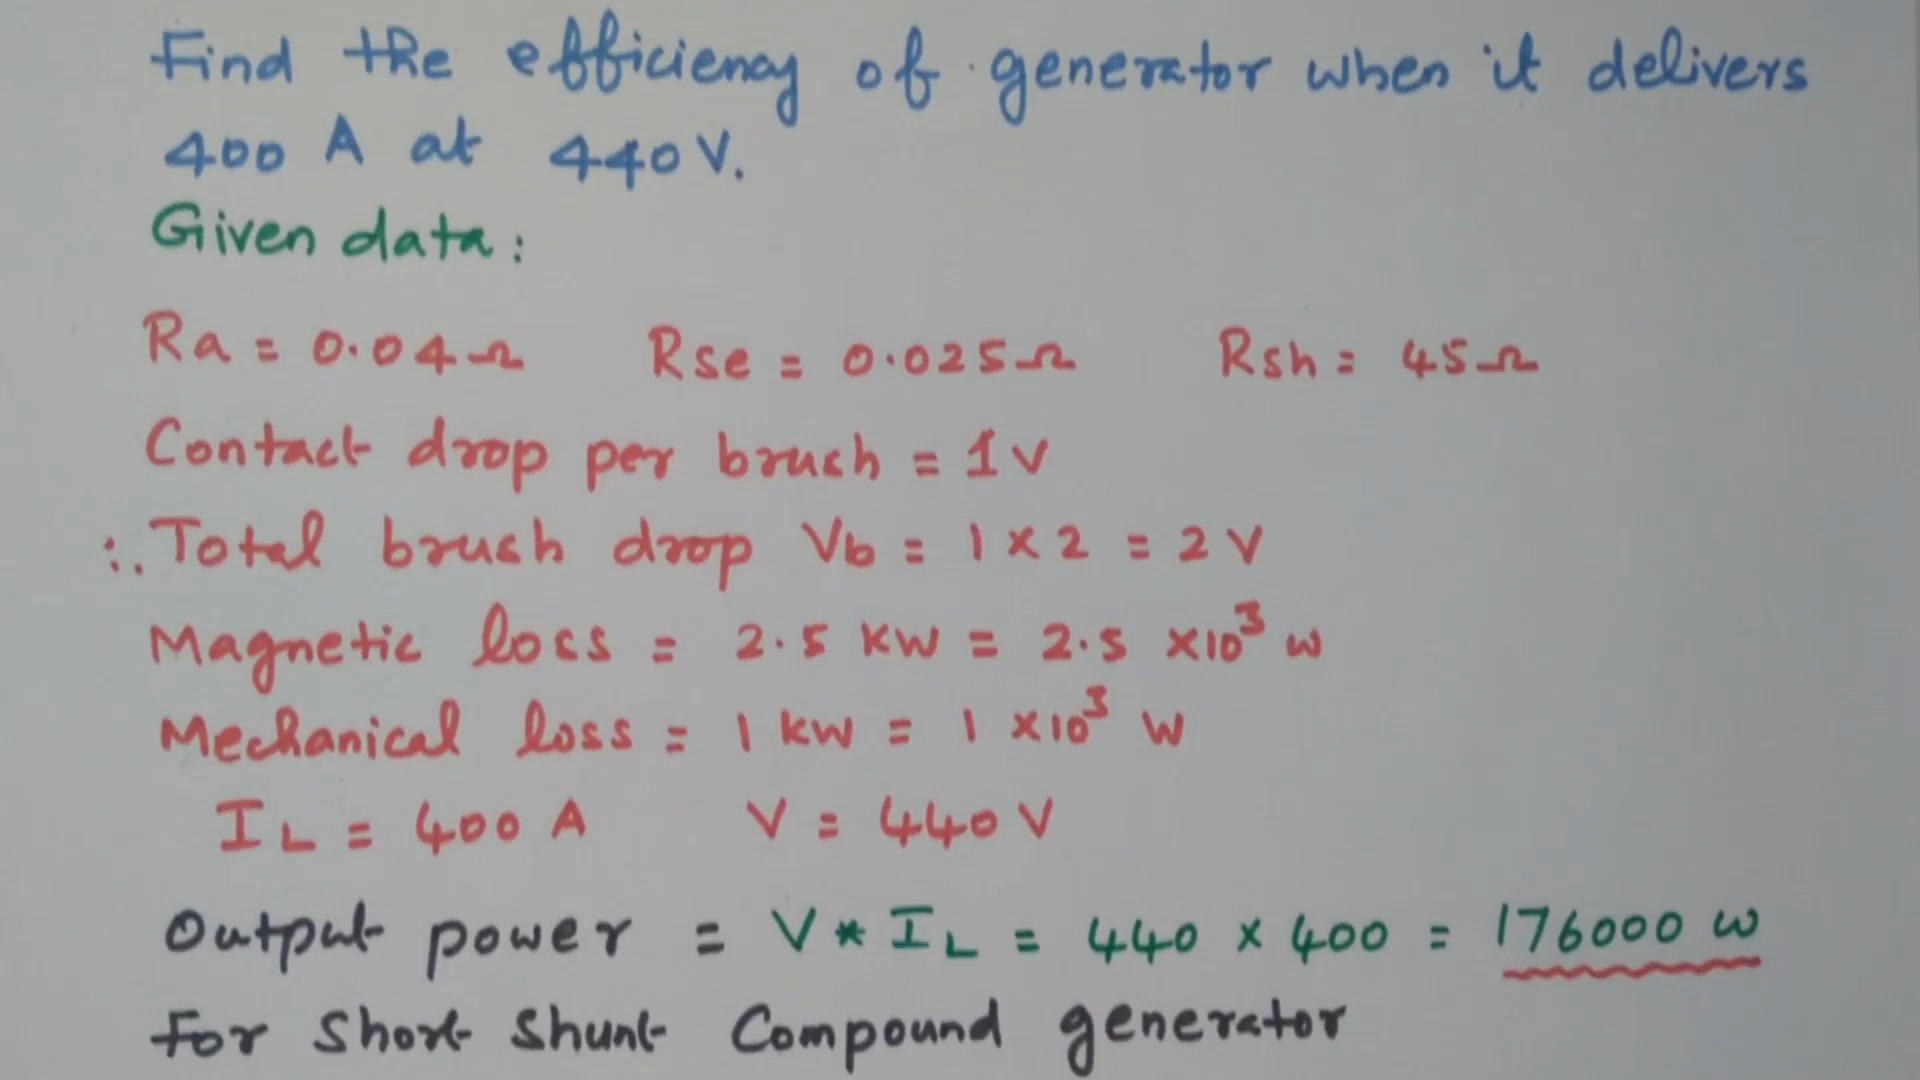 Find the efficiency of generator when it delivers
400 A at 440 V.
Given data:
Ra = 0.04Ω Rse = 0.025Ω Rsh = 45Ω
Contact drop per brush = 1 V
∴ Total brush drop Vb = 1 × 2 = 2 V
Magnetic loss = 2.5 KW = 2.5 ×10³ W
Mechanical loss = 1 KW = 1 ×10³ W
IL = 400 A V = 440 V
Output power = V * IL = 440 × 400 = 176000 W
For Short Shunt Compound generator